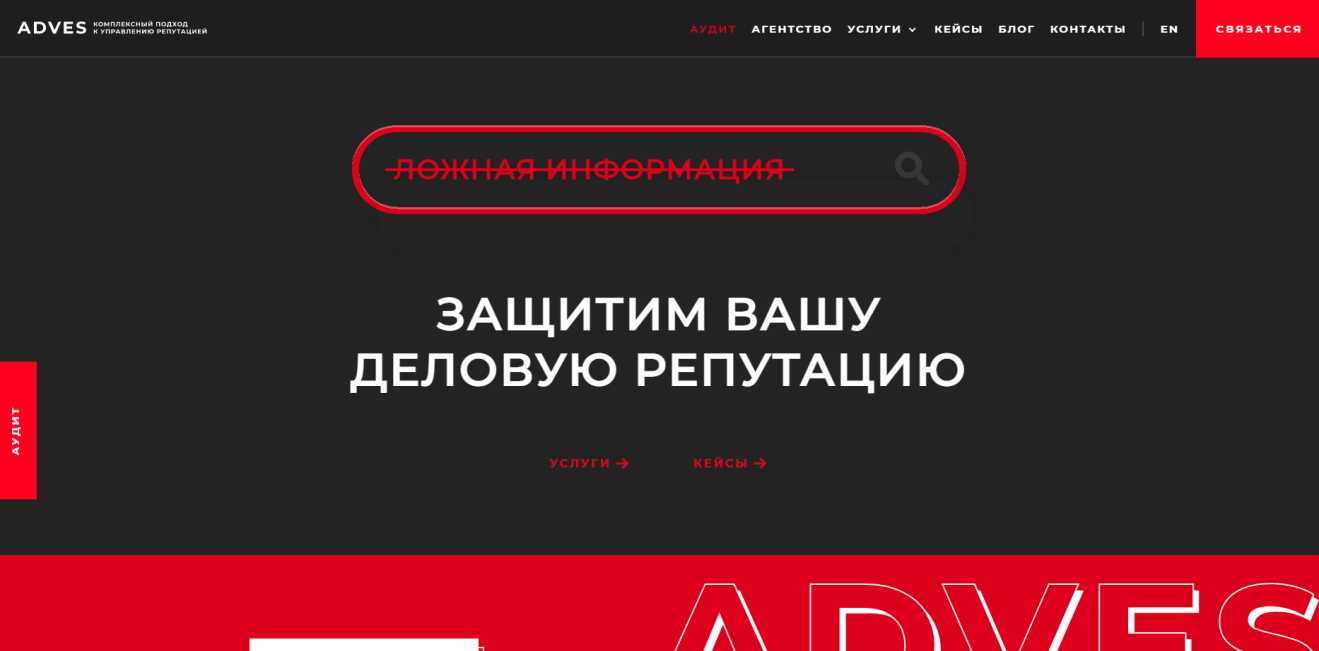 ADVES
КОМПЛЕКСНЫЙ ПОДХОД
К УПРАВЛЕНИЮ РЕПУТАЦИЕЙ
АУДИТ АГЕНТСТВО УСЛУГИ КЕЙСЫ БЛОГ КОНТАКТЫ EN СВЯЗАТЬСЯ
ЛОЖНАЯ ИНФОРМАЦИЯ
ЗАЩИТИМ ВАШУ
ДЕЛОВУЮ РЕПУТАЦИЮ
АУДИТ
УСЛУГИ КЕЙСЫ
ADVES